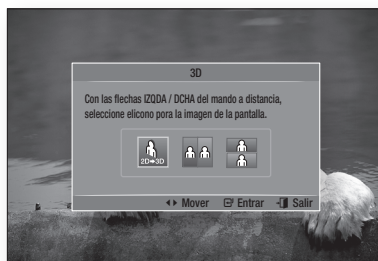 3D
Con las flechas IZQDA / DCHA del mando a distancia,
seleccione elicono pora la imagen de la pantalla.
2D➔3D
Mover Entrar Salir